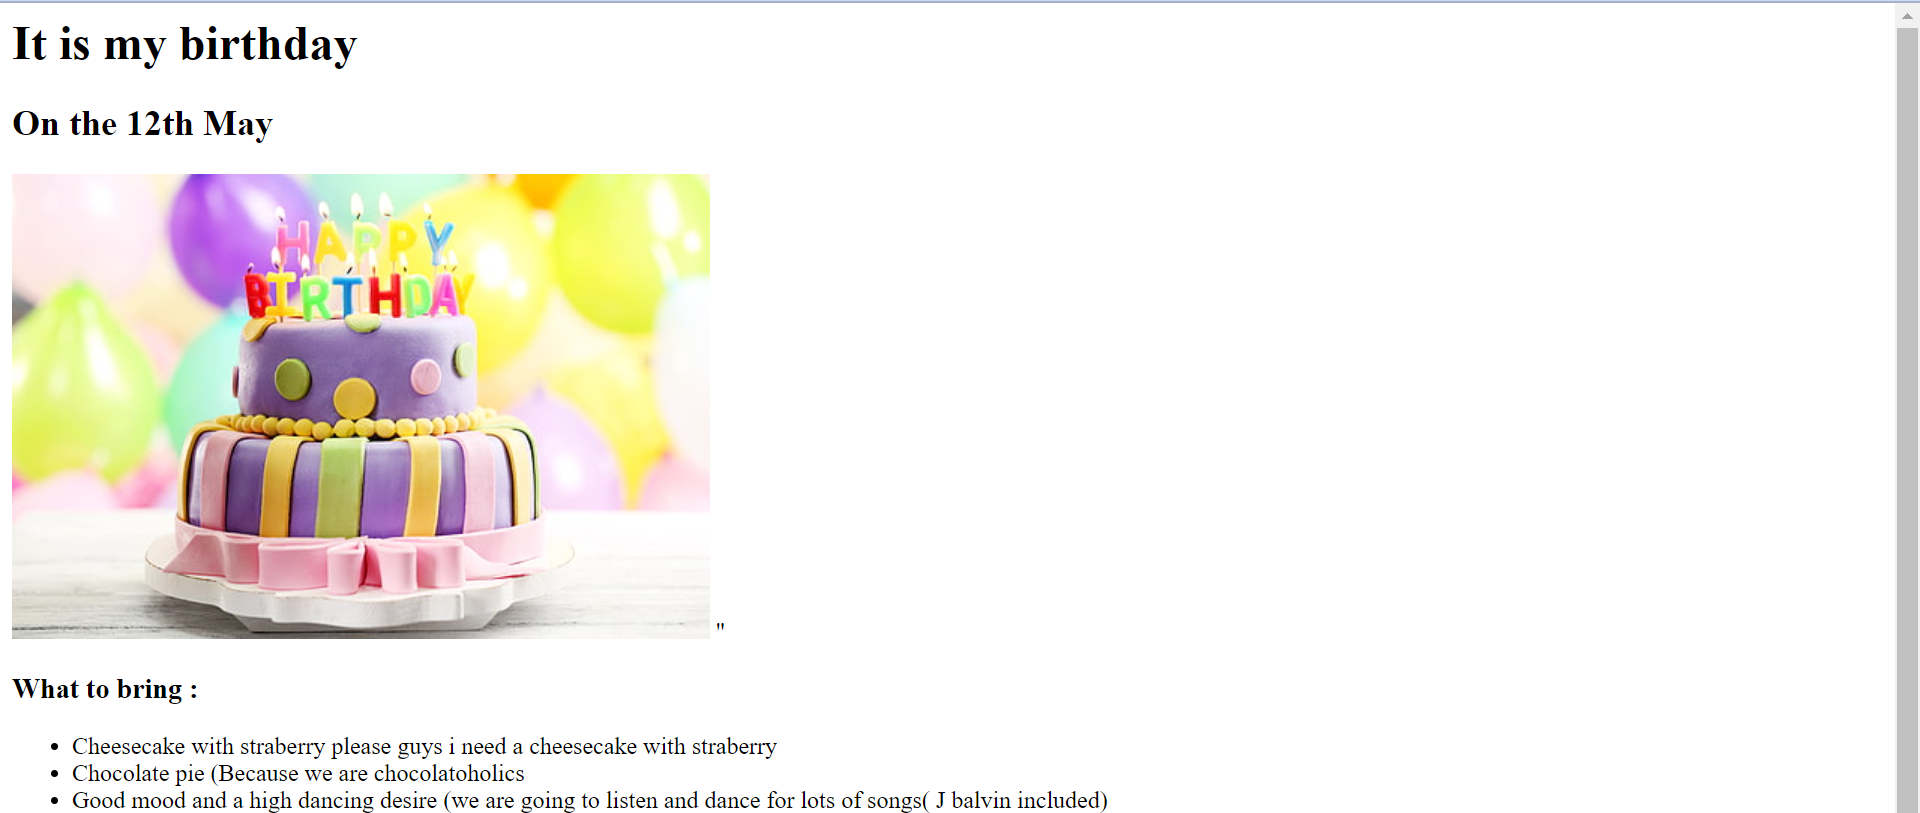 It is my birthday
On the 12th May
HAPPY
BIRTHDAY
"
What to bring :
• Cheesecake with straberry please guys i need a cheesecake with straberry
• Chocolate pie (Because we are chocolatoholics
• Good mood and a high dancing desire (we are going to listen and dance for lots of songs( J balvin included)